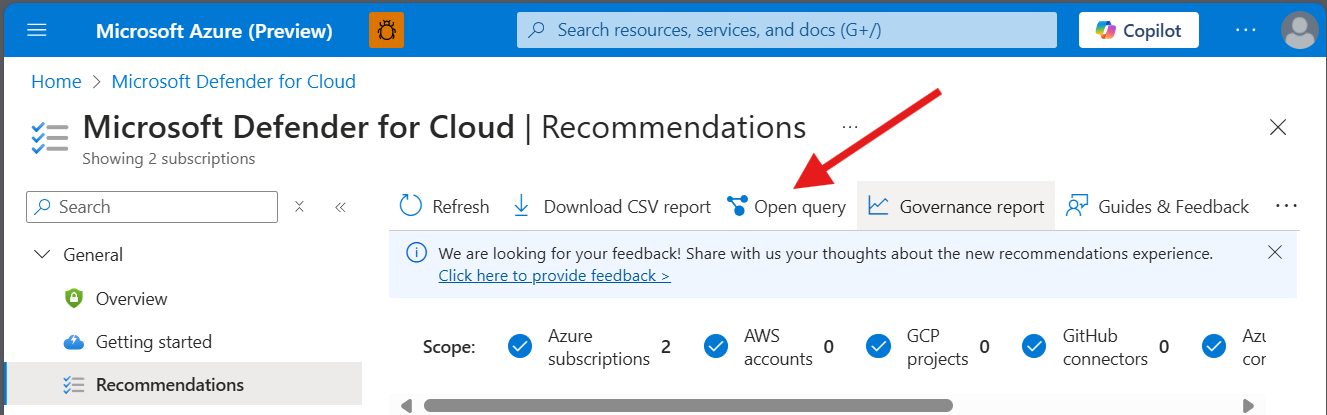 Microsoft Azure (Preview)
Search resources, services, and docs (G+/)
Copilot
Home > Microsoft Defender for Cloud
Microsoft Defender for Cloud | Recommendations
Showing 2 subscriptions
Search
Refresh
Download CSV report
Open query
Governance report
Guides & Feedback
We are looking for your feedback! Share with us your thoughts about the new recommendations experience.
Click here to provide feedback >
General
Overview
Getting started
Recommendations
Scope:
Azure
subscriptions 2
AWS
accounts 0
GCP
projects 0
GitHub
connectors 0